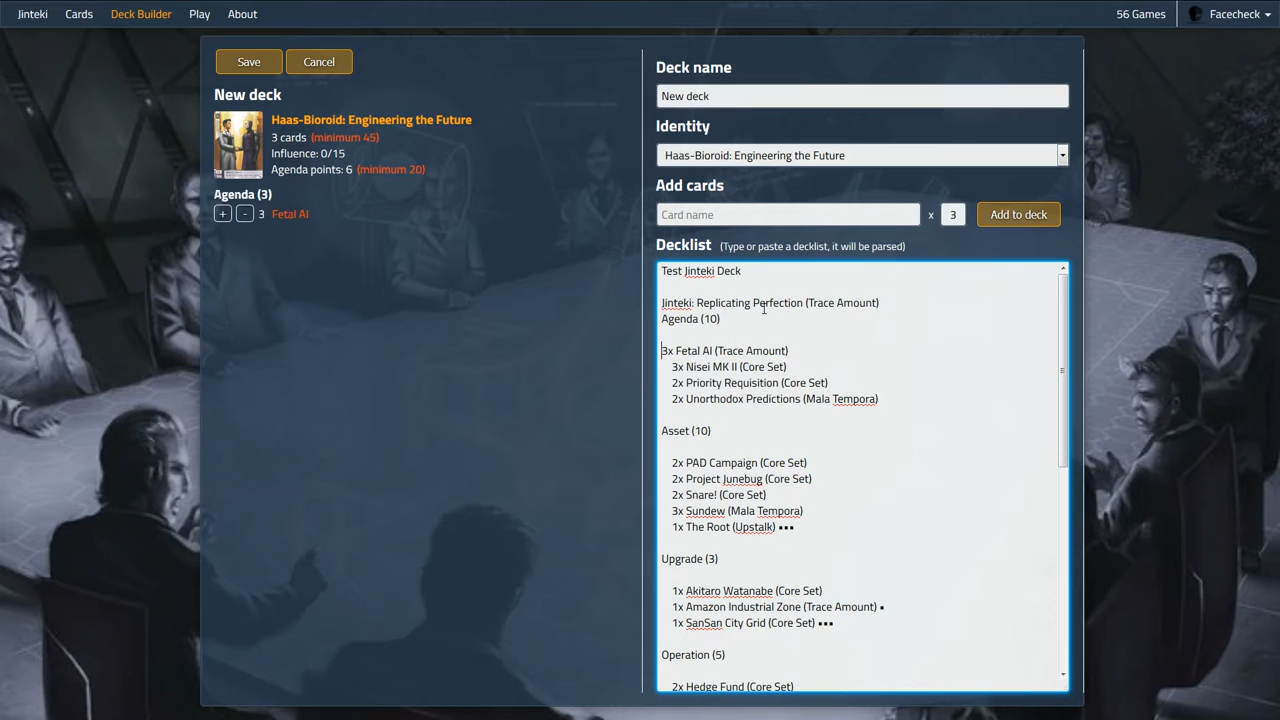 Jinteki Cards Deck Builder Play About 56 Games Facecheck
Save Cancel
New deck
Haas-Bioroid: Engineering the Future
3 cards (minimum 45)
Influence: 0/15
Agenda points: 6 (minimum 20)
Agenda (3)
+ - 3 Fetal AI
Deck name
New deck
Identity
Haas-Bioroid: Engineering the Future
Add cards
Card name x 3 Add to deck
Decklist (Type or paste a decklist, it will be parsed)
Test Jinteki Deck
Jinteki: Replicating Perfection (Trace Amount)
Agenda (10)
3x Fetal AI (Trace Amount)
3x Nisei MK II (Core Set)
2x Priority Requisition (Core Set)
2x Unorthodox Predictions (Mala Tempora)
Asset (10)
2x PAD Campaign (Core Set)
2x Project Junebug (Core Set)
2x Snare! (Core Set)
3x Sundew (Mala Tempora)
1x The Root (Upstalk) ▪▪▪
Upgrade (3)
1x Akitaro Watanabe (Core Set)
1x Amazon Industrial Zone (Trace Amount) ▪
1x SanSan City Grid (Core Set) ▪▪▪
Operation (5)
2x Hedge Fund (Core Set)